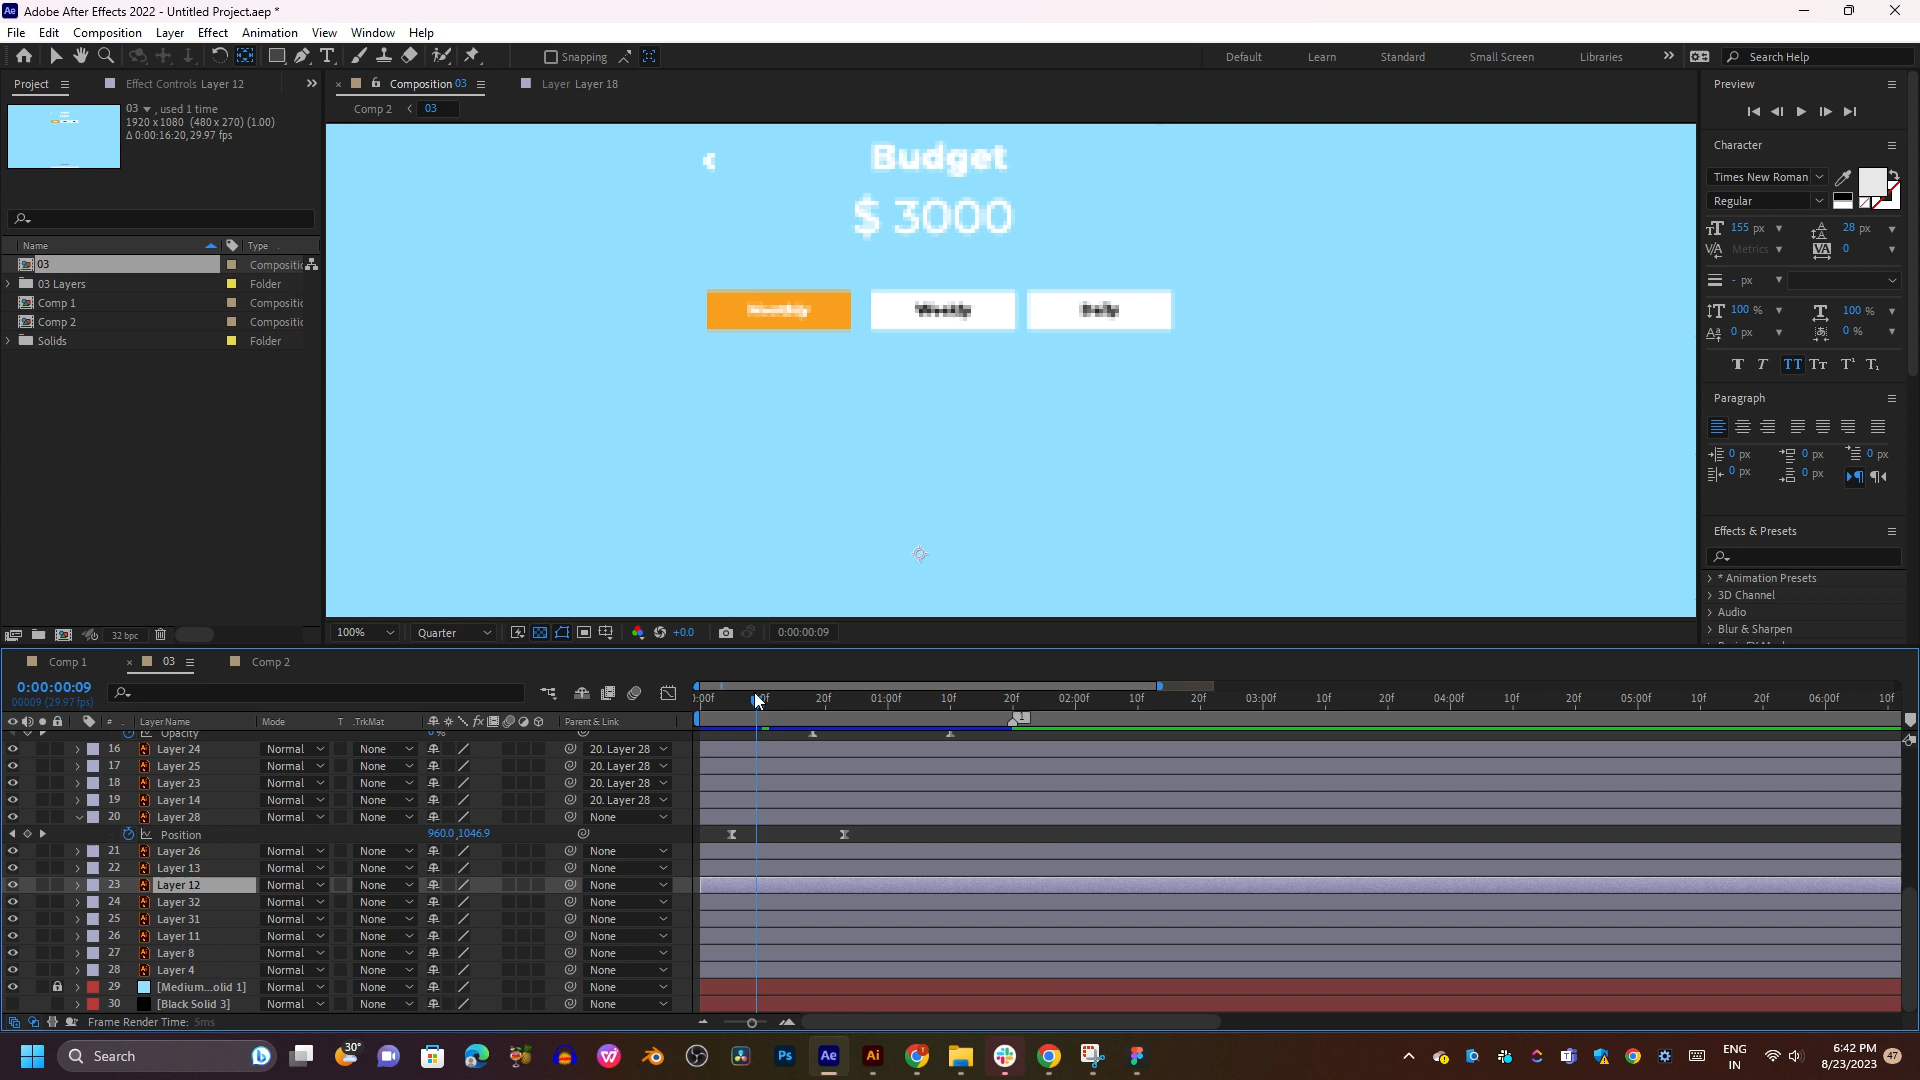 Adobe After Effects 2022 - Untitled Project.aep *
File Edit Composition Layer Effect Animation View Window Help
Snapping
Default Learn Standard Small Screen Libraries Search Help
Project Effect Controls Layer 12
Composition 03 Layer Layer 18
Comp 2 03
03 , used 1 time
1920 x 1080 (480 x 270) (1.00)
Δ 0:00:16:20, 29.97 fps
Name Type
03 Compositic
03 Layers Folder
Comp 1 Compositic
Comp 2 Compositic
Solids Folder
32 bpc
Budget
$ 3000
Monthly Weekly Daily
100% Quarter +0.0 0:00:00:09
Preview
Character
Times New Roman
Regular
155 px 28 px
Metrics 0
- px
100 % 100 %
0 px 0 %
Paragraph
0 px 0 px 0 px
0 px 0 px
Effects & Presets
* Animation Presets
3D Channel
Audio
Blur & Sharpen
Comp 1 03 Comp 2
0:00:00:09
00009 (29.97 fps)
# Layer Name Mode T .TrkMat Parent & Link
:00f 20f 01:00f 10f 20f 02:00f 10f 20f 03:00f 10f 20f 04:00f 10f 20f 05:00f 10f 20f 06:00f 10f
1
Opacity 0 %
16 Layer 24 Normal None 20. Layer 28
17 Layer 25 Normal None 20. Layer 28
18 Layer 23 Normal None 20. Layer 28
19 Layer 14 Normal None 20. Layer 28
20 Layer 28 Normal None None
Position 960.0,1046.9
21 Layer 26 Normal None None
22 Layer 13 Normal None None
23 Layer 12 Normal None None
24 Layer 32 Normal None None
25 Layer 31 Normal None None
26 Layer 11 Normal None None
27 Layer 8 Normal None None
28 Layer 4 Normal None None
29 [Medium...olid 1] Normal None None
30 [Black Solid 3] Normal None None
Frame Render Time: 5ms
Search
30°
ENG
IN
6:42 PM
8/23/2023
47